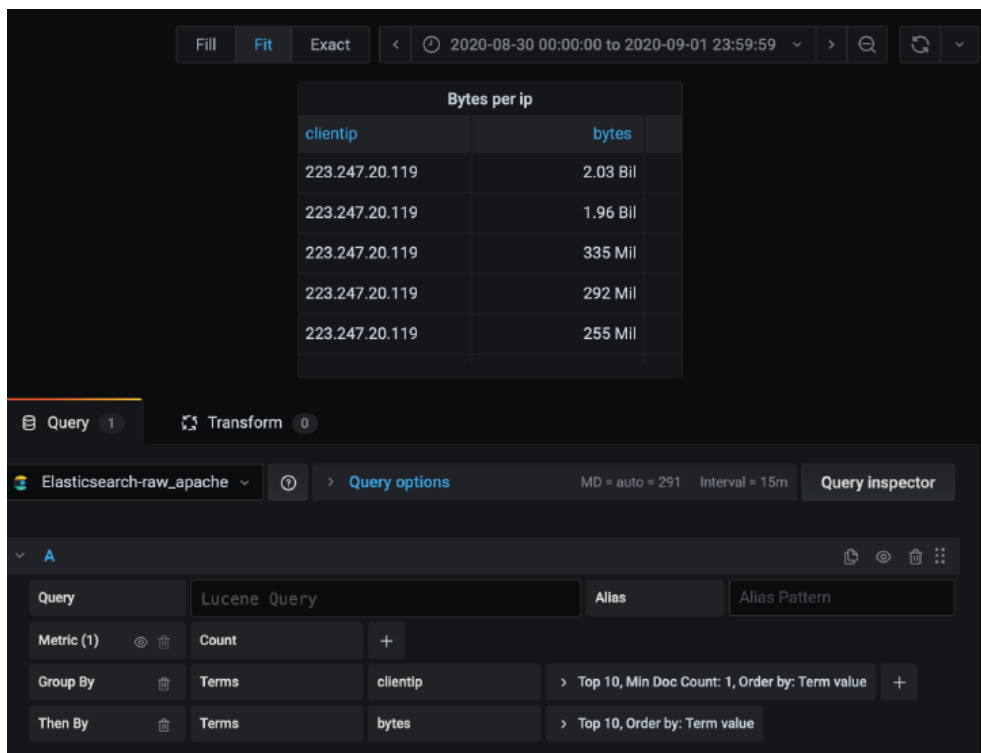 Fill Fit Exact 2020-08-30 00:00:00 to 2020-09-01 23:59:59
Bytes per ip
clientip bytes
223.247.20.119 2.03 Bil
223.247.20.119 1.96 Bil
223.247.20.119 335 Mil
223.247.20.119 292 Mil
223.247.20.119 255 Mil
Query 1 Transform 0
Elasticsearch-raw_apache Query options MD = auto = 291 Interval = 15m Query inspector
A
Query Lucene Query Alias Alias Pattern
Metric (1) Count +
Group By Terms clientip > Top 10, Min Doc Count: 1, Order by: Term value +
Then By Terms bytes > Top 10, Order by: Term value